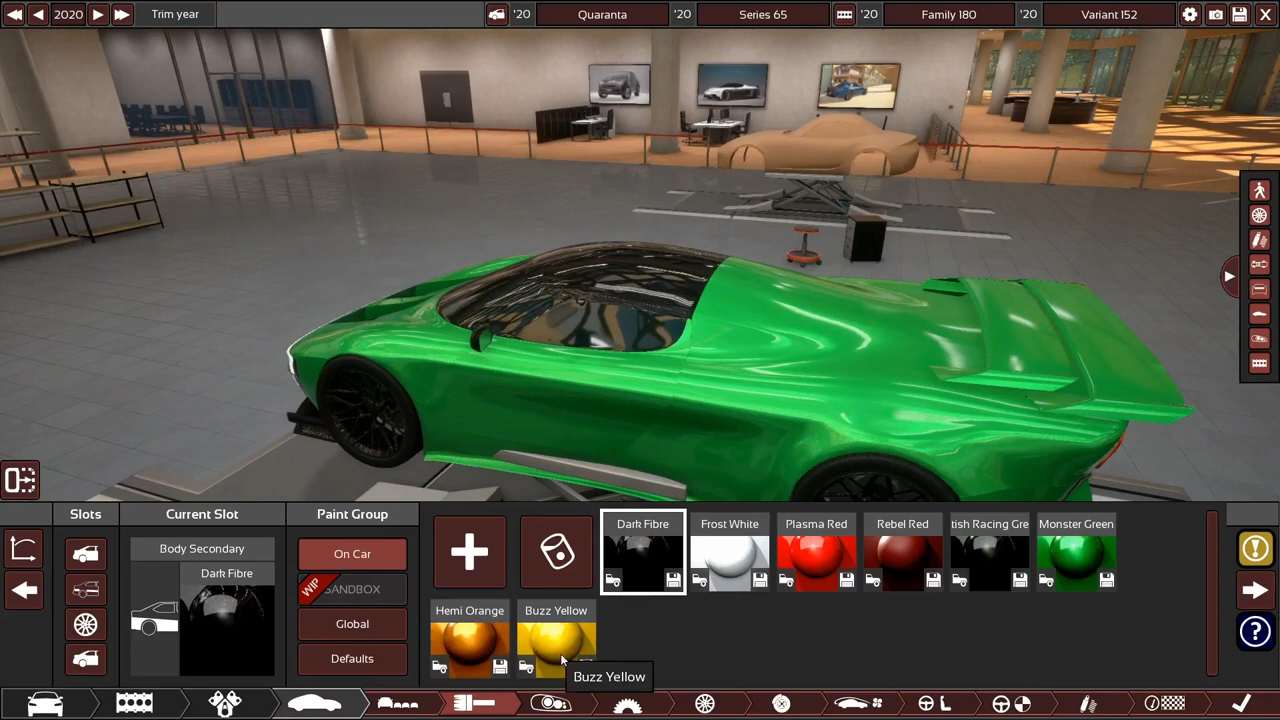 2020 Trim year '20 Quaranta '20 Series 65 '20 Family 180 '20 Variant 152
Slots Current Slot Paint Group
Body Secondary
Dark Fibre
On Car
WIP SANDBOX
Global
Defaults
Dark Fibre Frost White Plasma Red Rebel Red tish Racing Gre Monster Green
Hemi Orange Buzz Yellow
Buzz Yellow